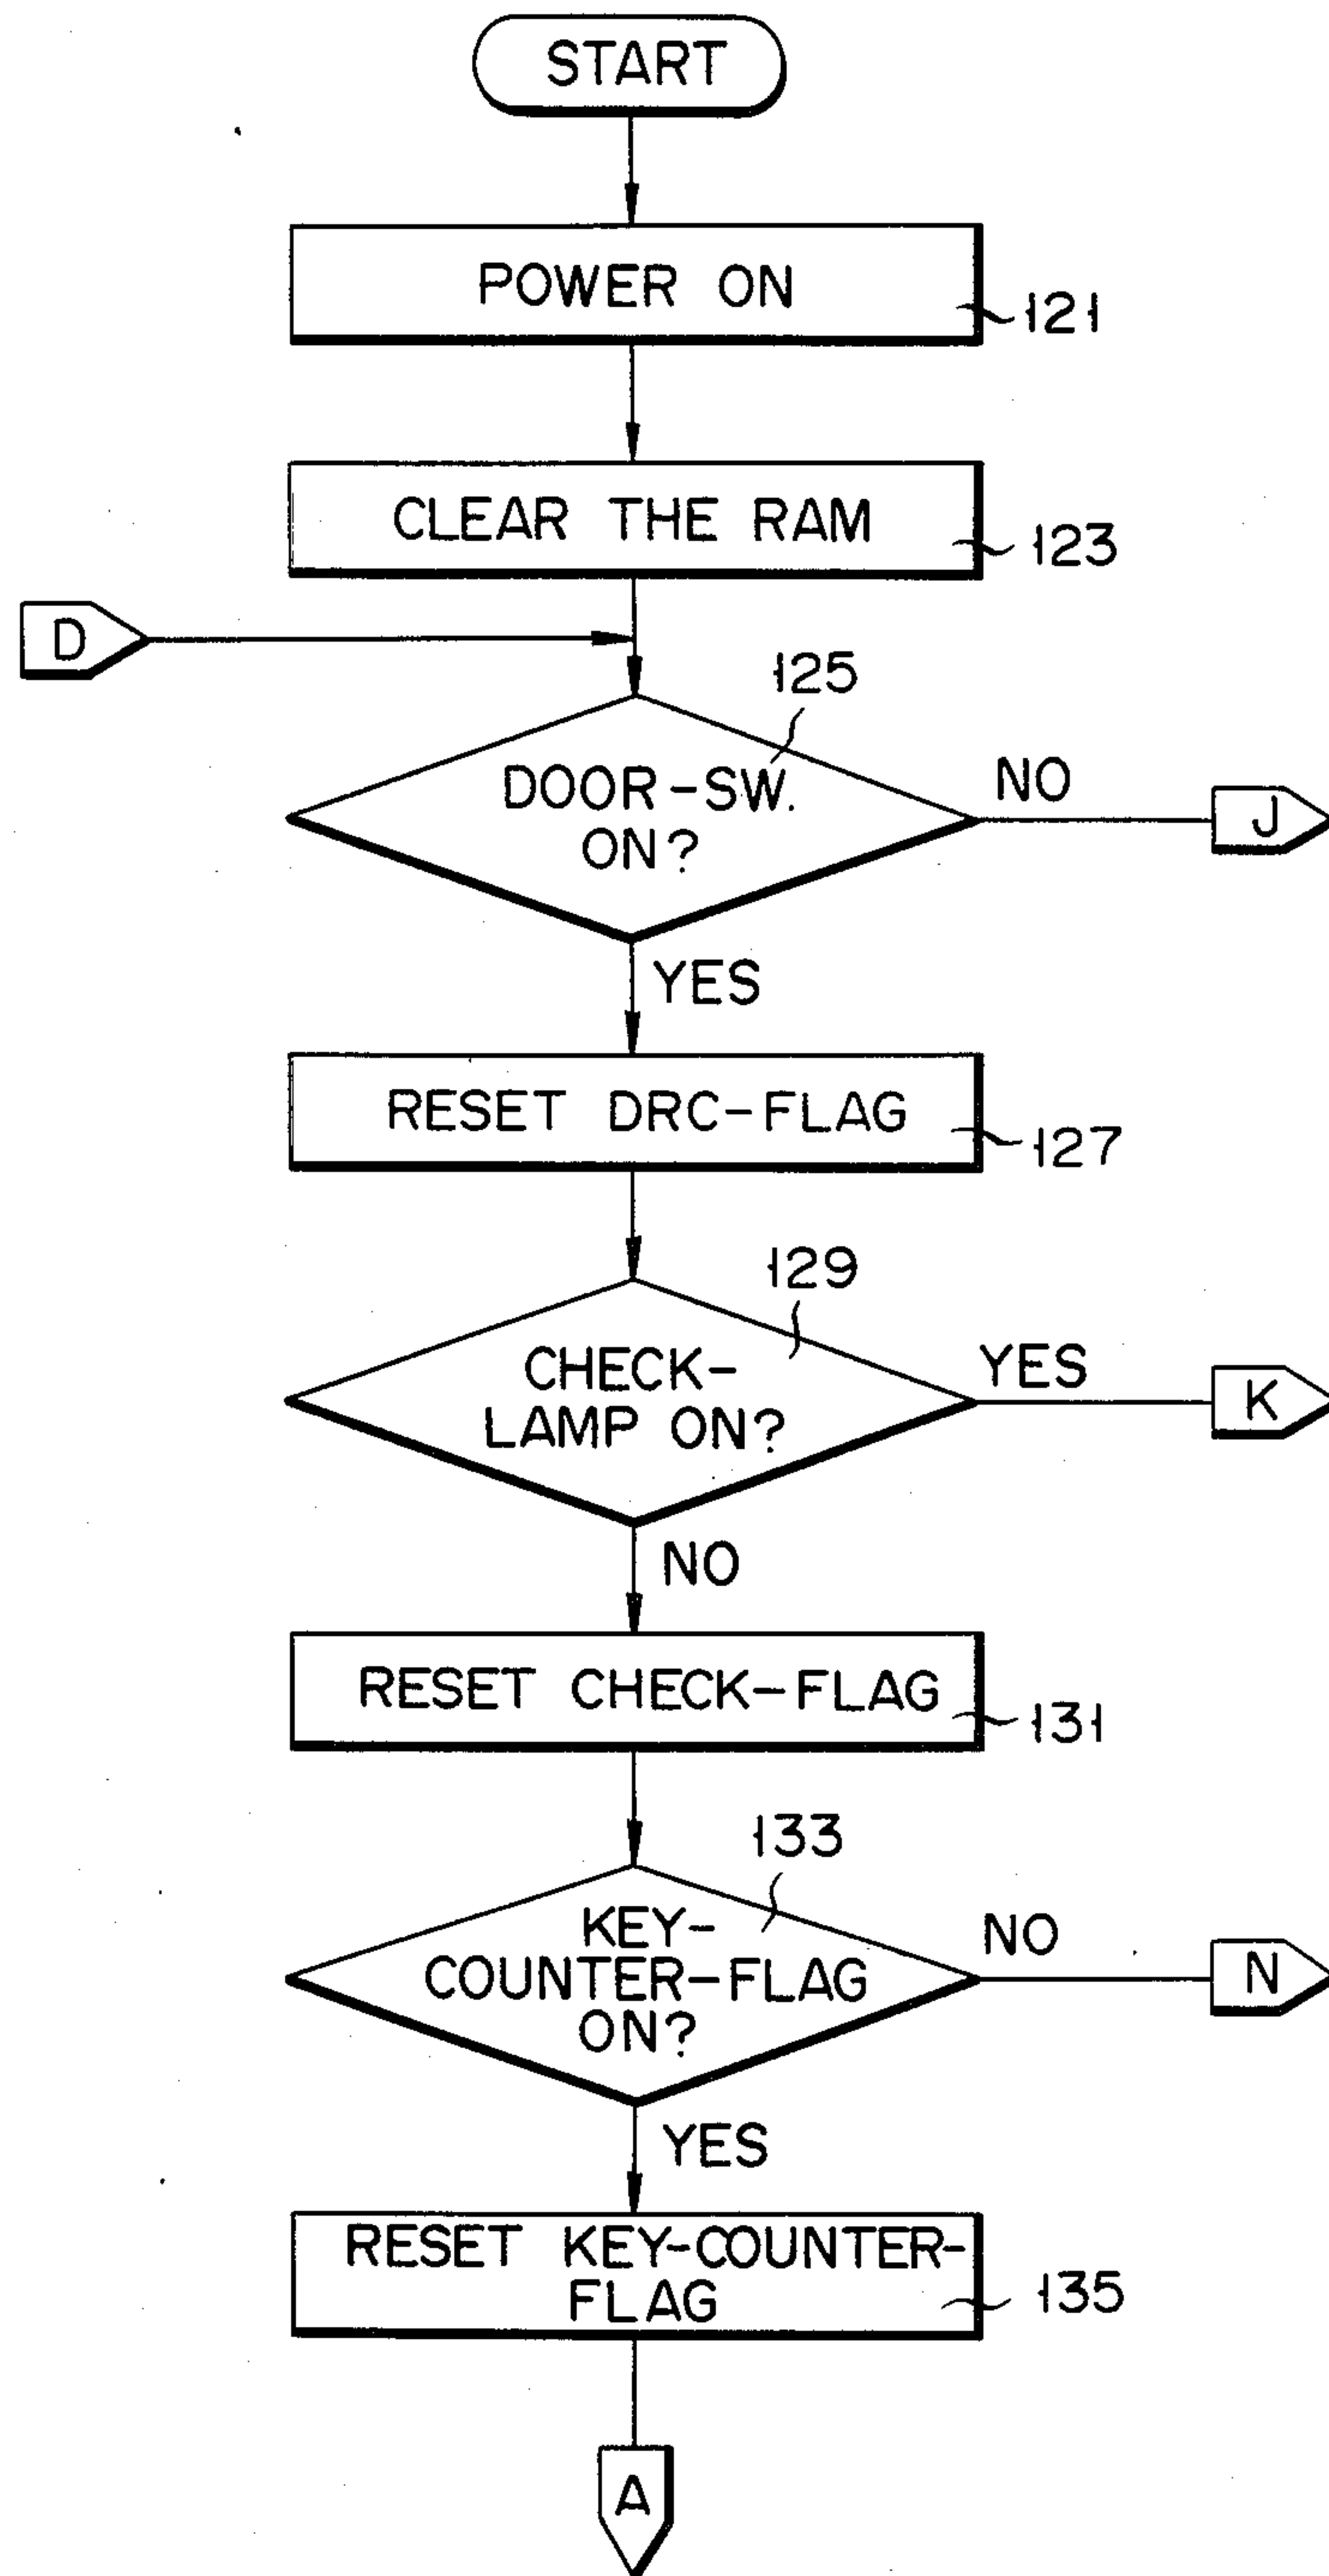 START
POWER ON
121
CLEAR THE RAM
123
D
125
DOOR-SW.
ON?
NO
J
YES
RESET DRC-FLAG
127
129
CHECK-
LAMP ON?
YES
K
NO
RESET CHECK-FLAG
131
133
KEY-
COUNTER-FLAG
ON?
NO
N
YES
RESET KEY-COUNTER-
FLAG
135
A